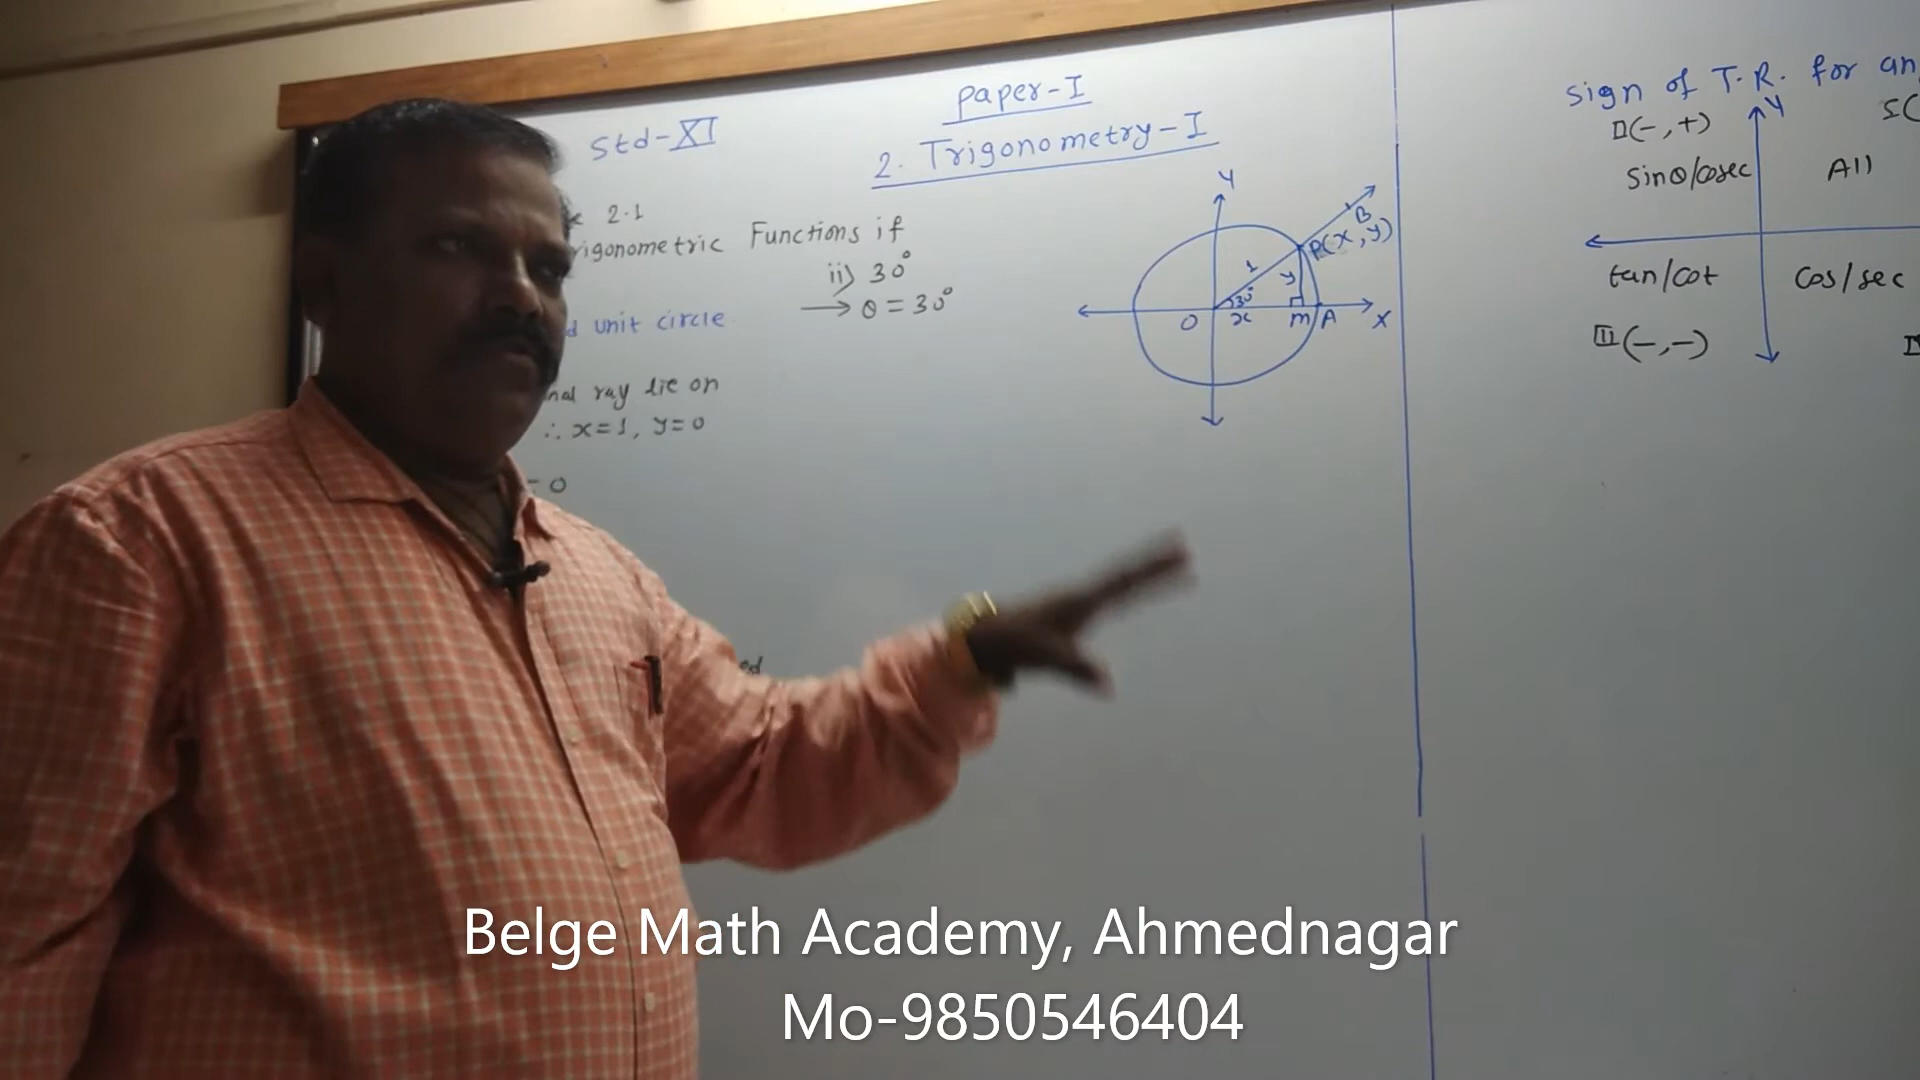 Paper-I
Std-XI
2. Trigonometry-I
2.1
Functions if
ii) 30°
→ θ = 30°
unit circle
ray lie on
∴ x=1, y=0
= 0
Y
B
P(x, y)
1
y
30°
O x M A X
Sign of T.R. for
II(-,+) Y
sinθ/cosec All
tan/cot cos/sec
III(-,-)
Belge Math Academy, Ahmednagar
Mo-9850546404